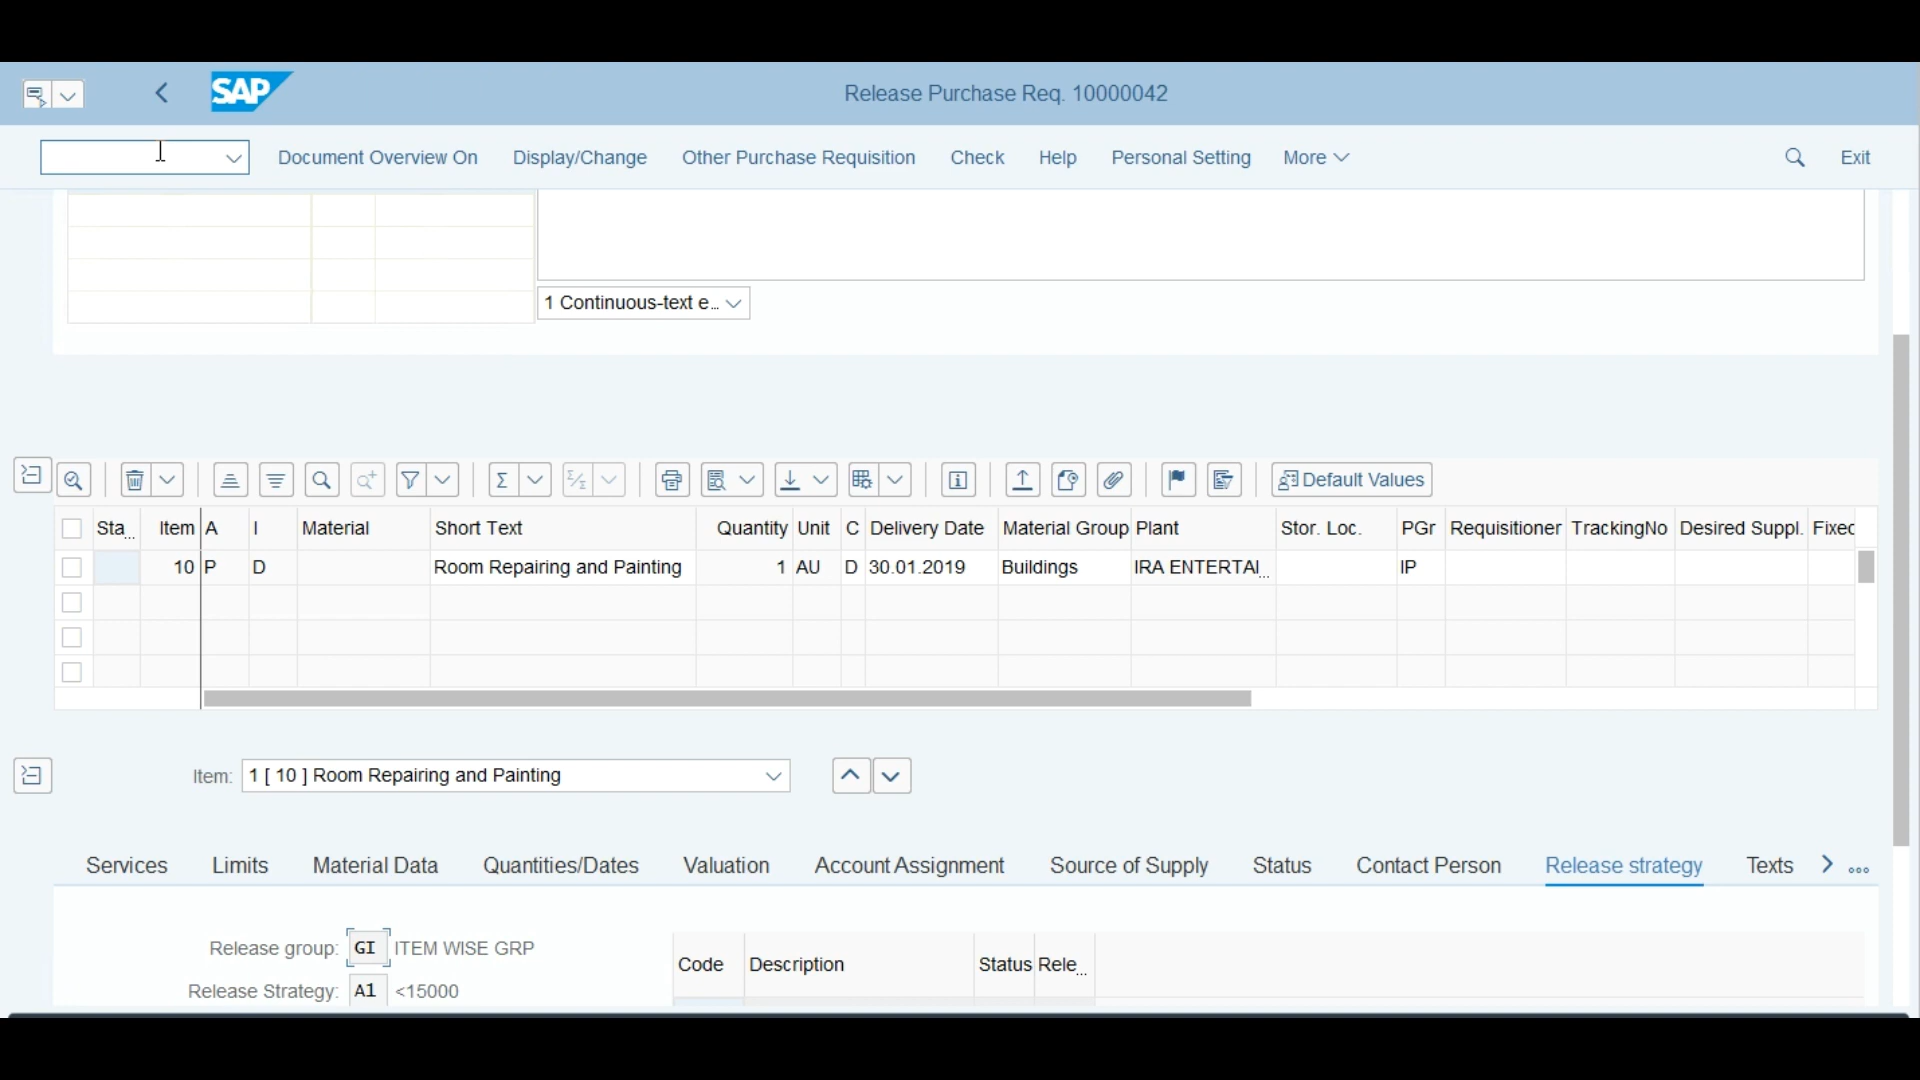 SAP
Release Purchase Req. 10000042
Document Overview On Display/Change Other Purchase Requisition Check Help Personal Setting More Exit
1 Continuous-text e...
Default Values
Sta... Item A I Material Short Text Quantity Unit C Delivery Date Material Group Plant Stor. Loc. PGr Requisitioner TrackingNo Desired Suppl. Fixed
10 P D Room Repairing and Painting 1 AU D 30.01.2019 Buildings IRA ENTERTAI... IP
Item: 1 [ 10 ] Room Repairing and Painting
Services Limits Material Data Quantities/Dates Valuation Account Assignment Source of Supply Status Contact Person Release strategy Texts
Release group: GI ITEM WISE GRP
Code Description Status Rele...
Release Strategy: A1 <15000